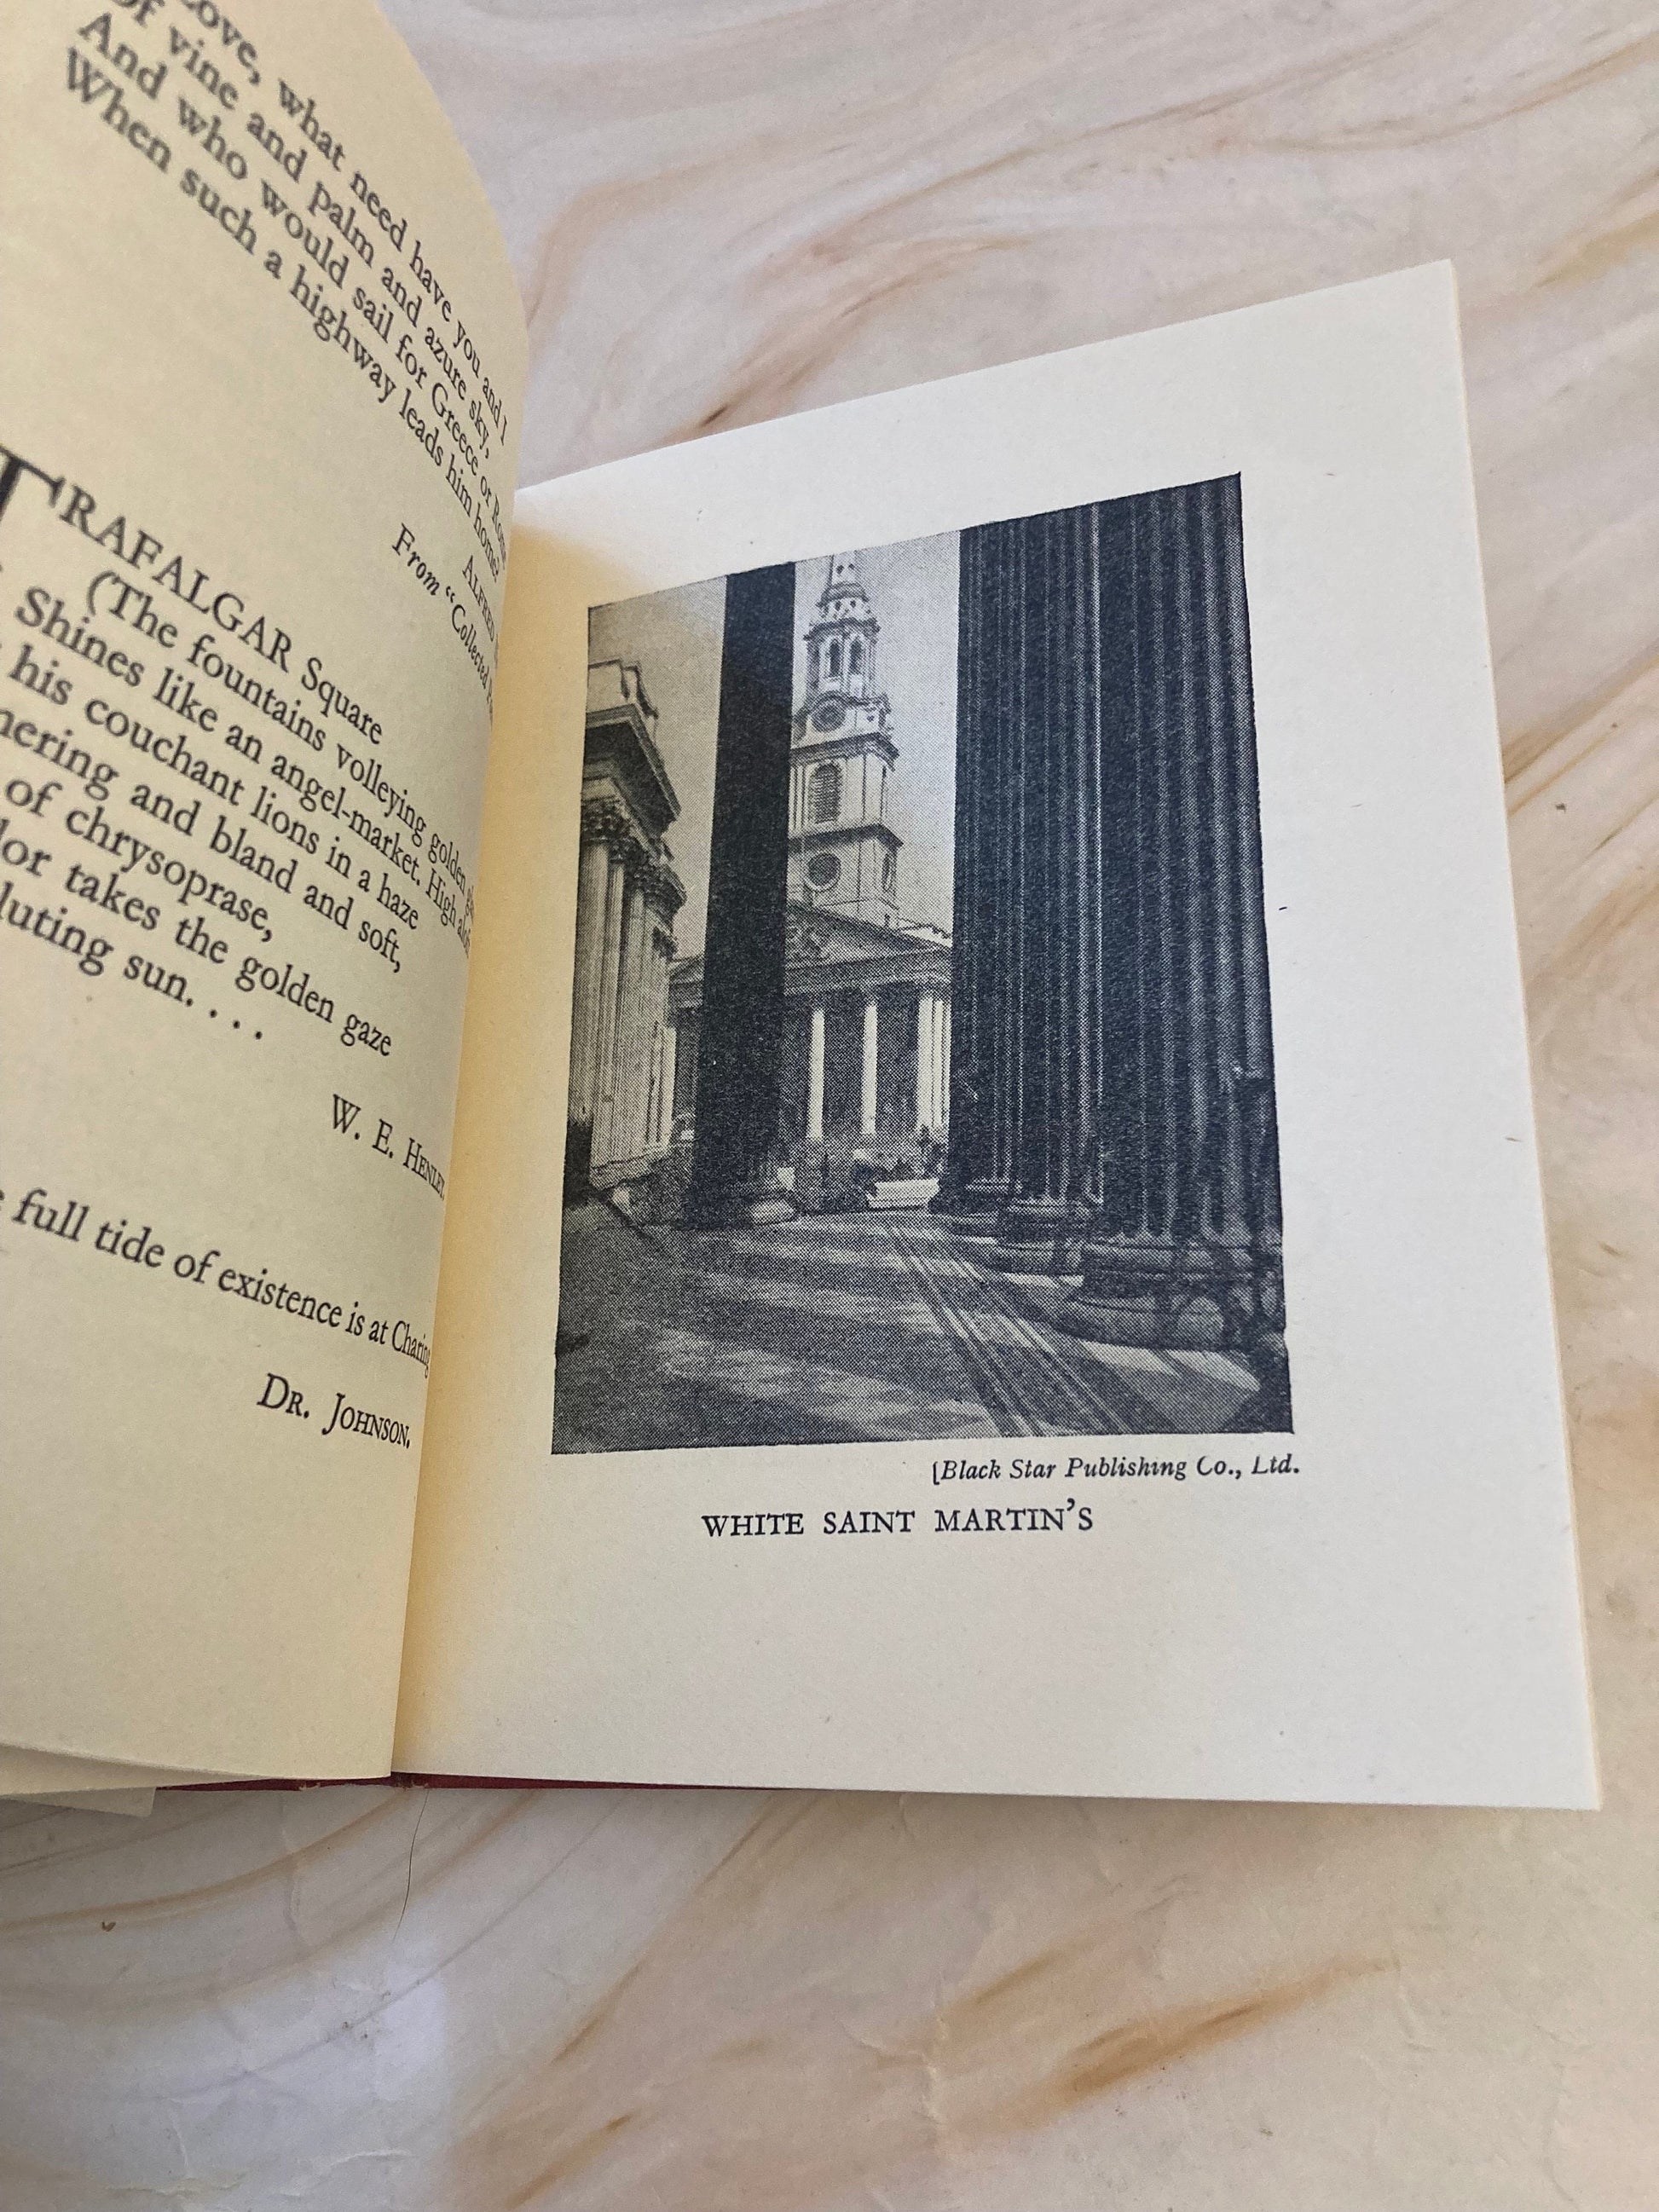 Love, what need have you and I
Of vine and palm and azure sky,
And who would sail for Greece or Rome
When such a highway leads him home?
ALFRED
From "Collected
TRAFALGAR Square
(The fountains volleying golden
Shines like an angel-market. High aloft
his couchant lions in a haze
and bland and soft,
of chrysoprase,
takes the golden gaze
sun. . . .
W. E. HENLEY
full tide of existence is at Charing
DR. JOHNSON.
[Black Star Publishing Co., Ltd.
WHITE SAINT MARTIN'S